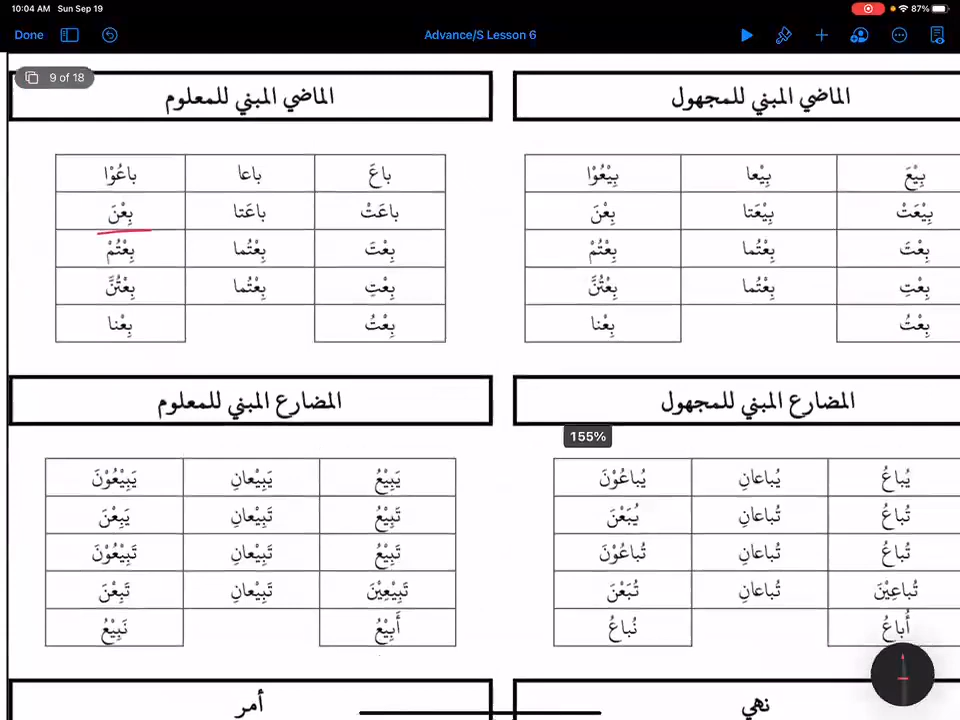 10:04 AM Sun Sep 19 87%
Done Advance/S Lesson 6
9 of 18
الماضي المبني للمجهول
بِيْعَ بِيْعا بِيْعُوْا
بِيْعَتْ بِيْعَتا بِعْنَ
بِعْتَ بِعْتُما بِعْتُمْ
بِعْتِ بِعْتُما بِعْتُنَّ
بِعْتُ بِعْنا
الماضي المبني للمعلوم
باعَ باعا باعُوْا
باعَتْ باعَتا بِعْنَ
بِعْتَ بِعْتُما بِعْتُمْ
بِعْتِ بِعْتُما بِعْتُنَّ
بِعْتُ بِعْنا
المضارع المبني للمجهول
155%
يُباعُ يُباعانِ يُباعُوْنَ
تُباعُ تُباعانِ يُبَعْنَ
تُباعُ تُباعانِ تُباعُوْنَ
تُباعِيْنَ تُباعانِ تُبَعْنَ
أُباعُ نُباعُ
المضارع المبني للمعلوم
يَبِيْعُ يَبِيْعانِ يَبِيْعُوْنَ
تَبِيْعُ تَبِيْعانِ يَبِعْنَ
تَبِيْعُ تَبِيْعانِ تَبِيْعُوْنَ
تَبِيْعِيْنَ تَبِيْعانِ تَبِعْنَ
أَبِيْعُ نَبِيْعُ
نهي
أمر